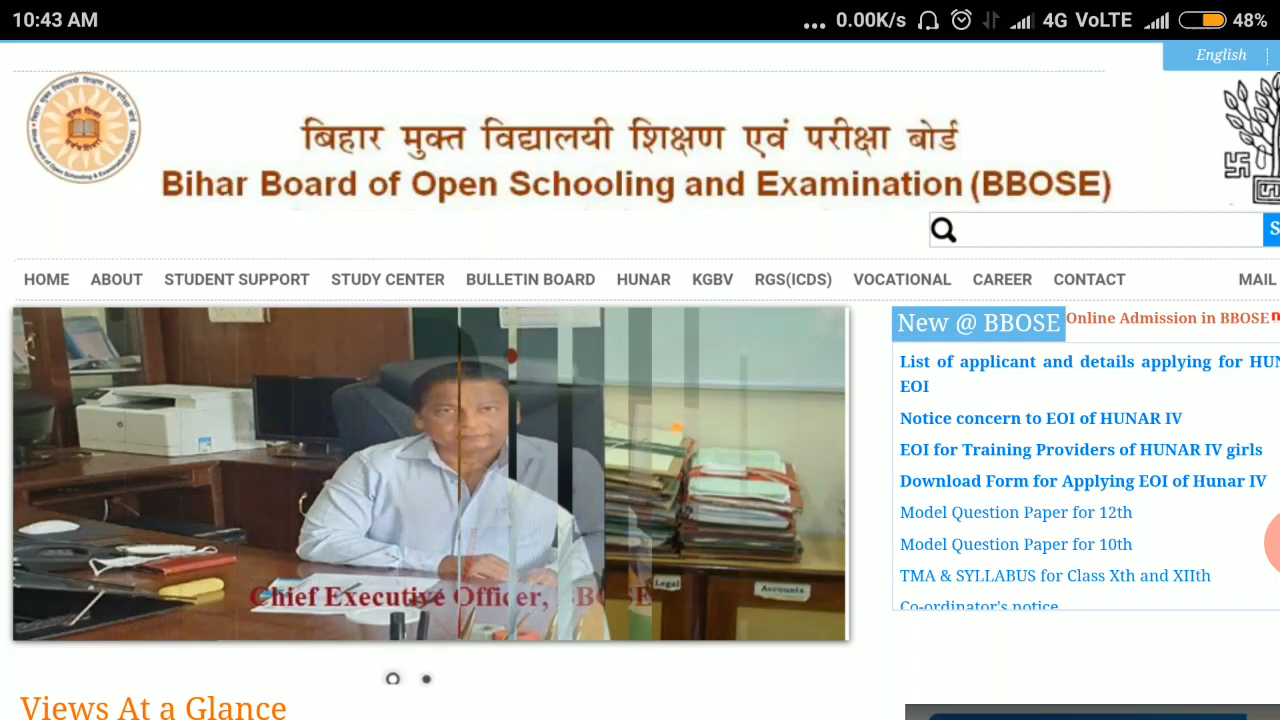 10:43 AM
... 0.00K/s 4G VoLTE 48%
English
बिहार मुक्त विद्यालयी शिक्षण एवं परीक्षा बोर्ड
Bihar Board of Open Schooling and Examination (BBOSE)
S
HOME ABOUT STUDENT SUPPORT STUDY CENTER BULLETIN BOARD HUNAR KGBV RGS(ICDS) VOCATIONAL CAREER CONTACT MAIL
New @ BBOSE
Online Admission in BBOSE
List of applicant and details applying for HUN
EOI
Notice concern to EOI of HUNAR IV
EOI for Training Providers of HUNAR IV girls
Download Form for Applying EOI of Hunar IV
Model Question Paper for 12th
Model Question Paper for 10th
TMA & SYLLABUS for Class Xth and XIIth
Co-ordinator's notice
Legal
Accounts
Chief Executive Officer, BBOSE
Views At a Glance